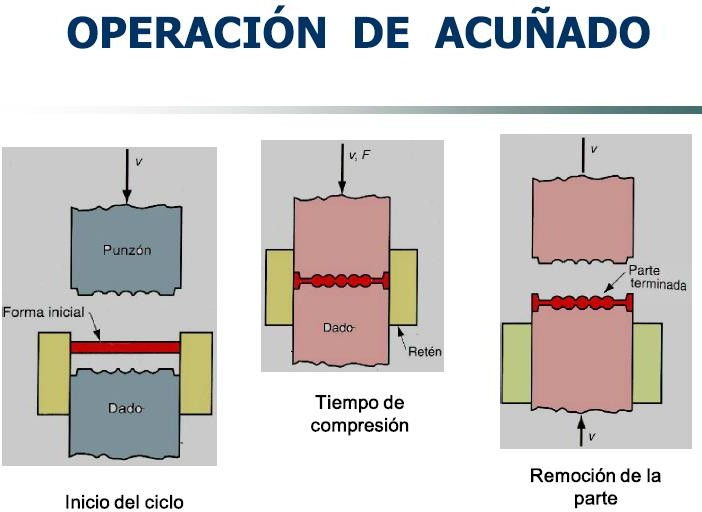 OPERACIÓN DE ACUÑADO
v
Punzón
Forma inicial
Dado
Inicio del ciclo
v, F
Dado
Retén
Tiempo de
compresión
v
Parte
terminada
v
Remoción de la
parte